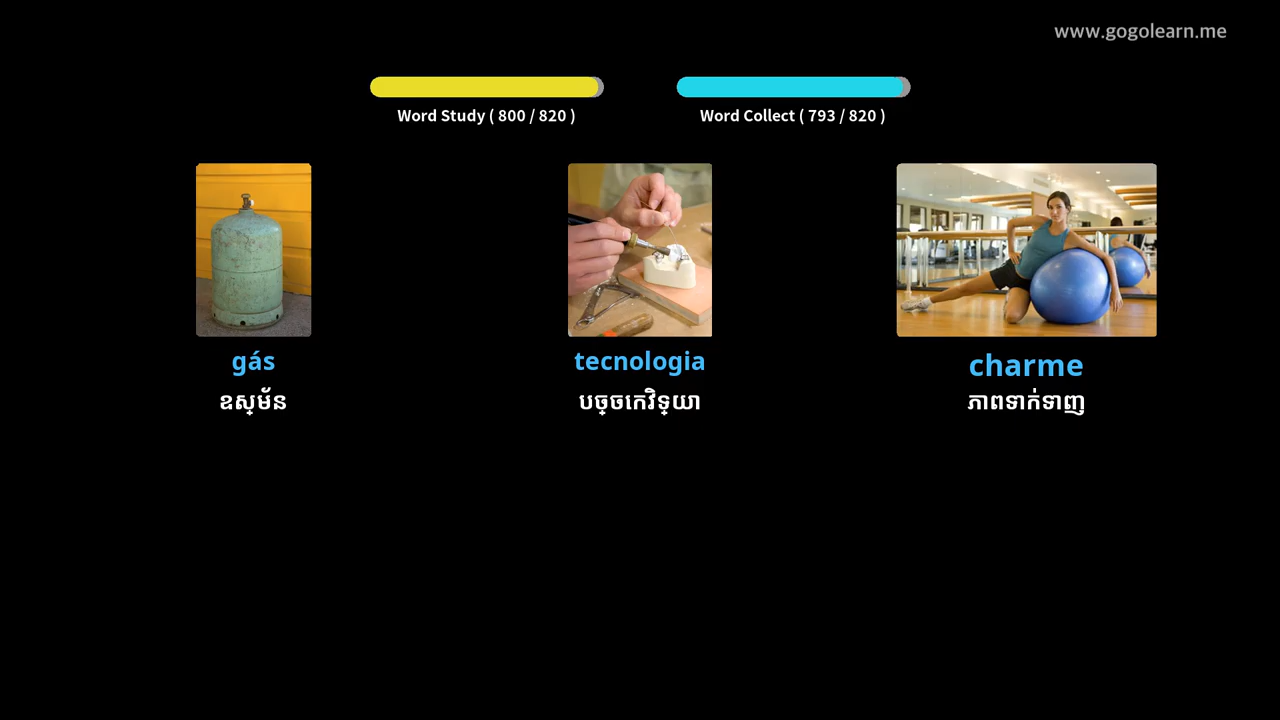 www.gogolearn.me
Word Study ( 800 / 820 )
Word Collect ( 793 / 820 )
gás
tecnologia
charme
ឧស្ម័ន
បច្ចកេវិទ្យា
ភាពទាក់ទាញ